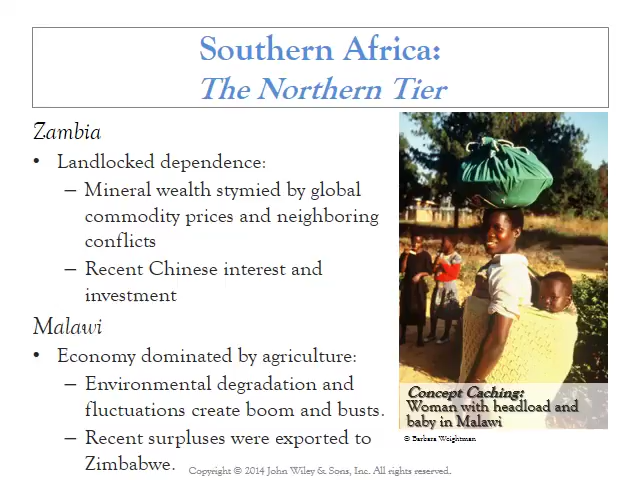 Southern Africa:
The Northern Tier
Zambia
• Landlocked dependence:
– Mineral wealth stymied by global
commodity prices and neighboring
conflicts
– Recent Chinese interest and
investment
Malawi
• Economy dominated by agriculture:
– Environmental degradation and
fluctuations create boom and busts.
– Recent surpluses were exported to
Zimbabwe.
Concept Caching:
Woman with headload and
baby in Malawi
© Barbara Weightman
Copyright © 2014 John Wiley & Sons, Inc. All rights reserved.